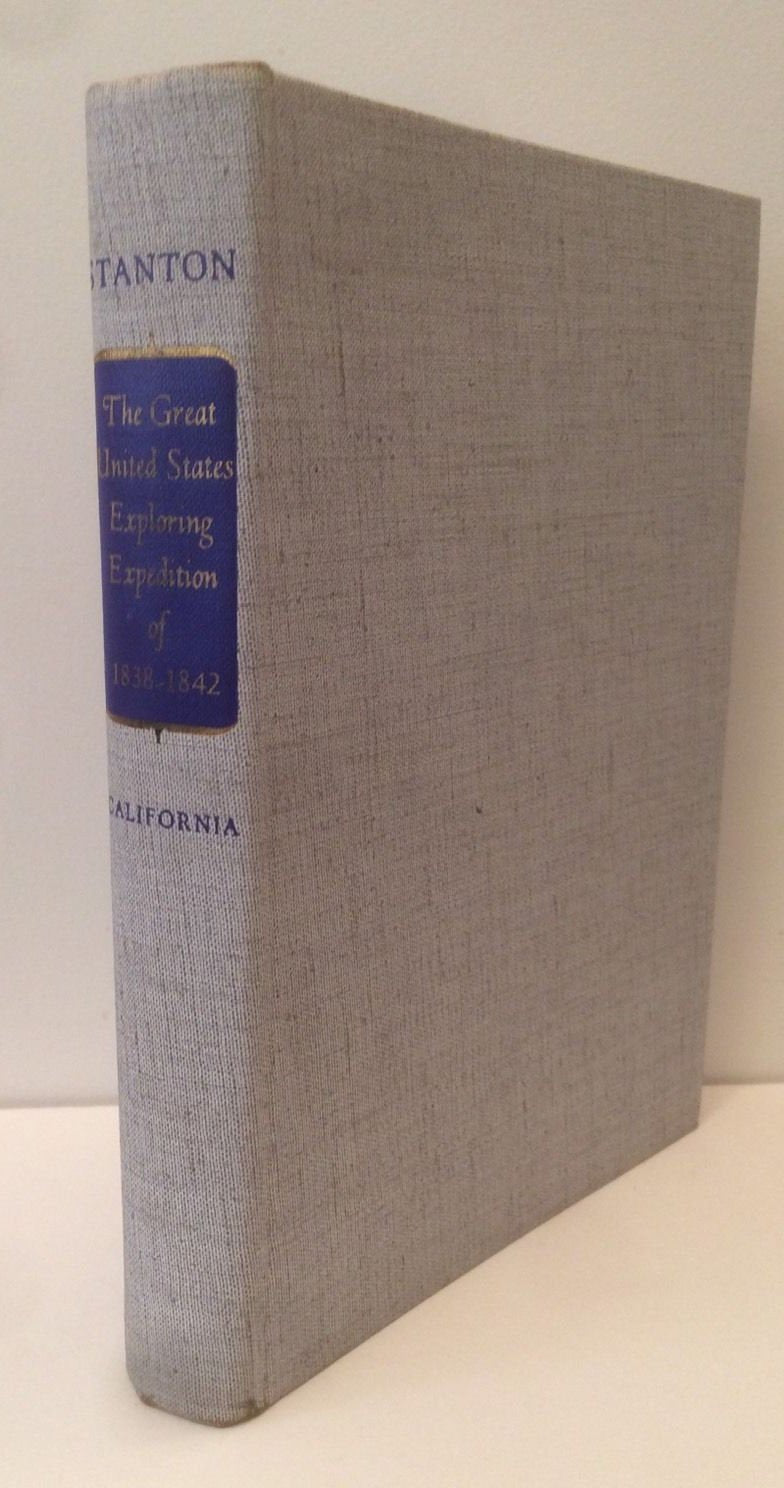 STANTON
The Great
United States
Exploring
Expedition
of
1838-1842
CALIFORNIA